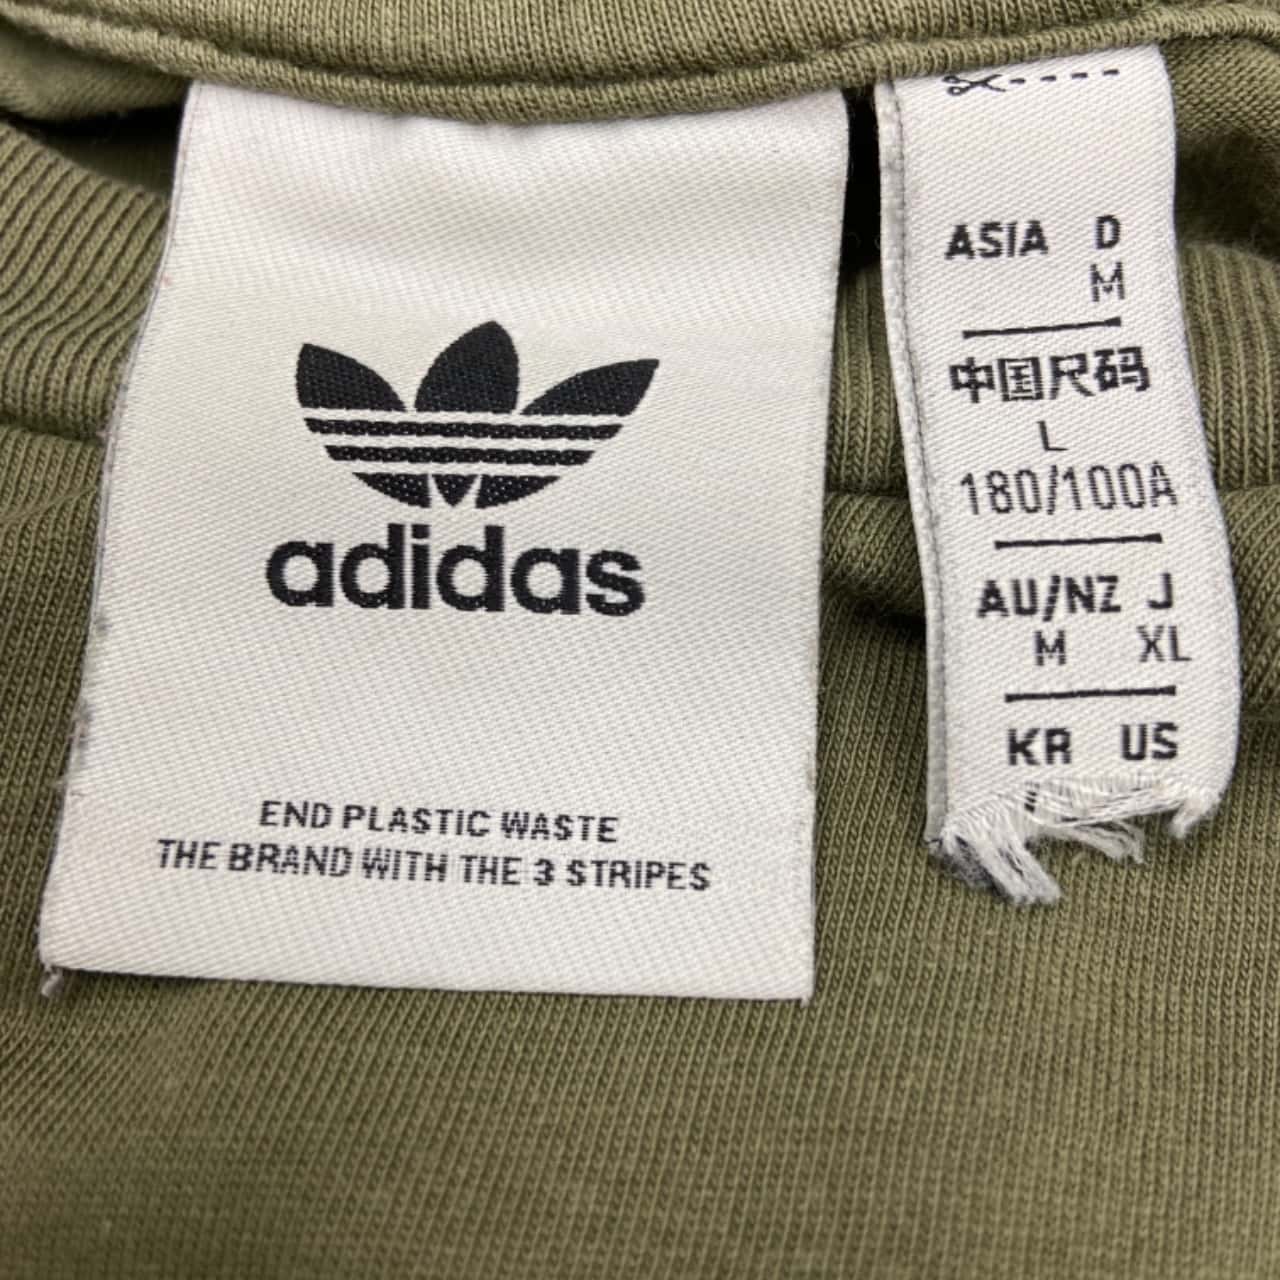 adidas
END PLASTIC WASTE
THE BRAND WITH THE 3 STRIPES
ASIA D
M
中国尺码
L
180/100A
AU/NZ J
M XL
KR US